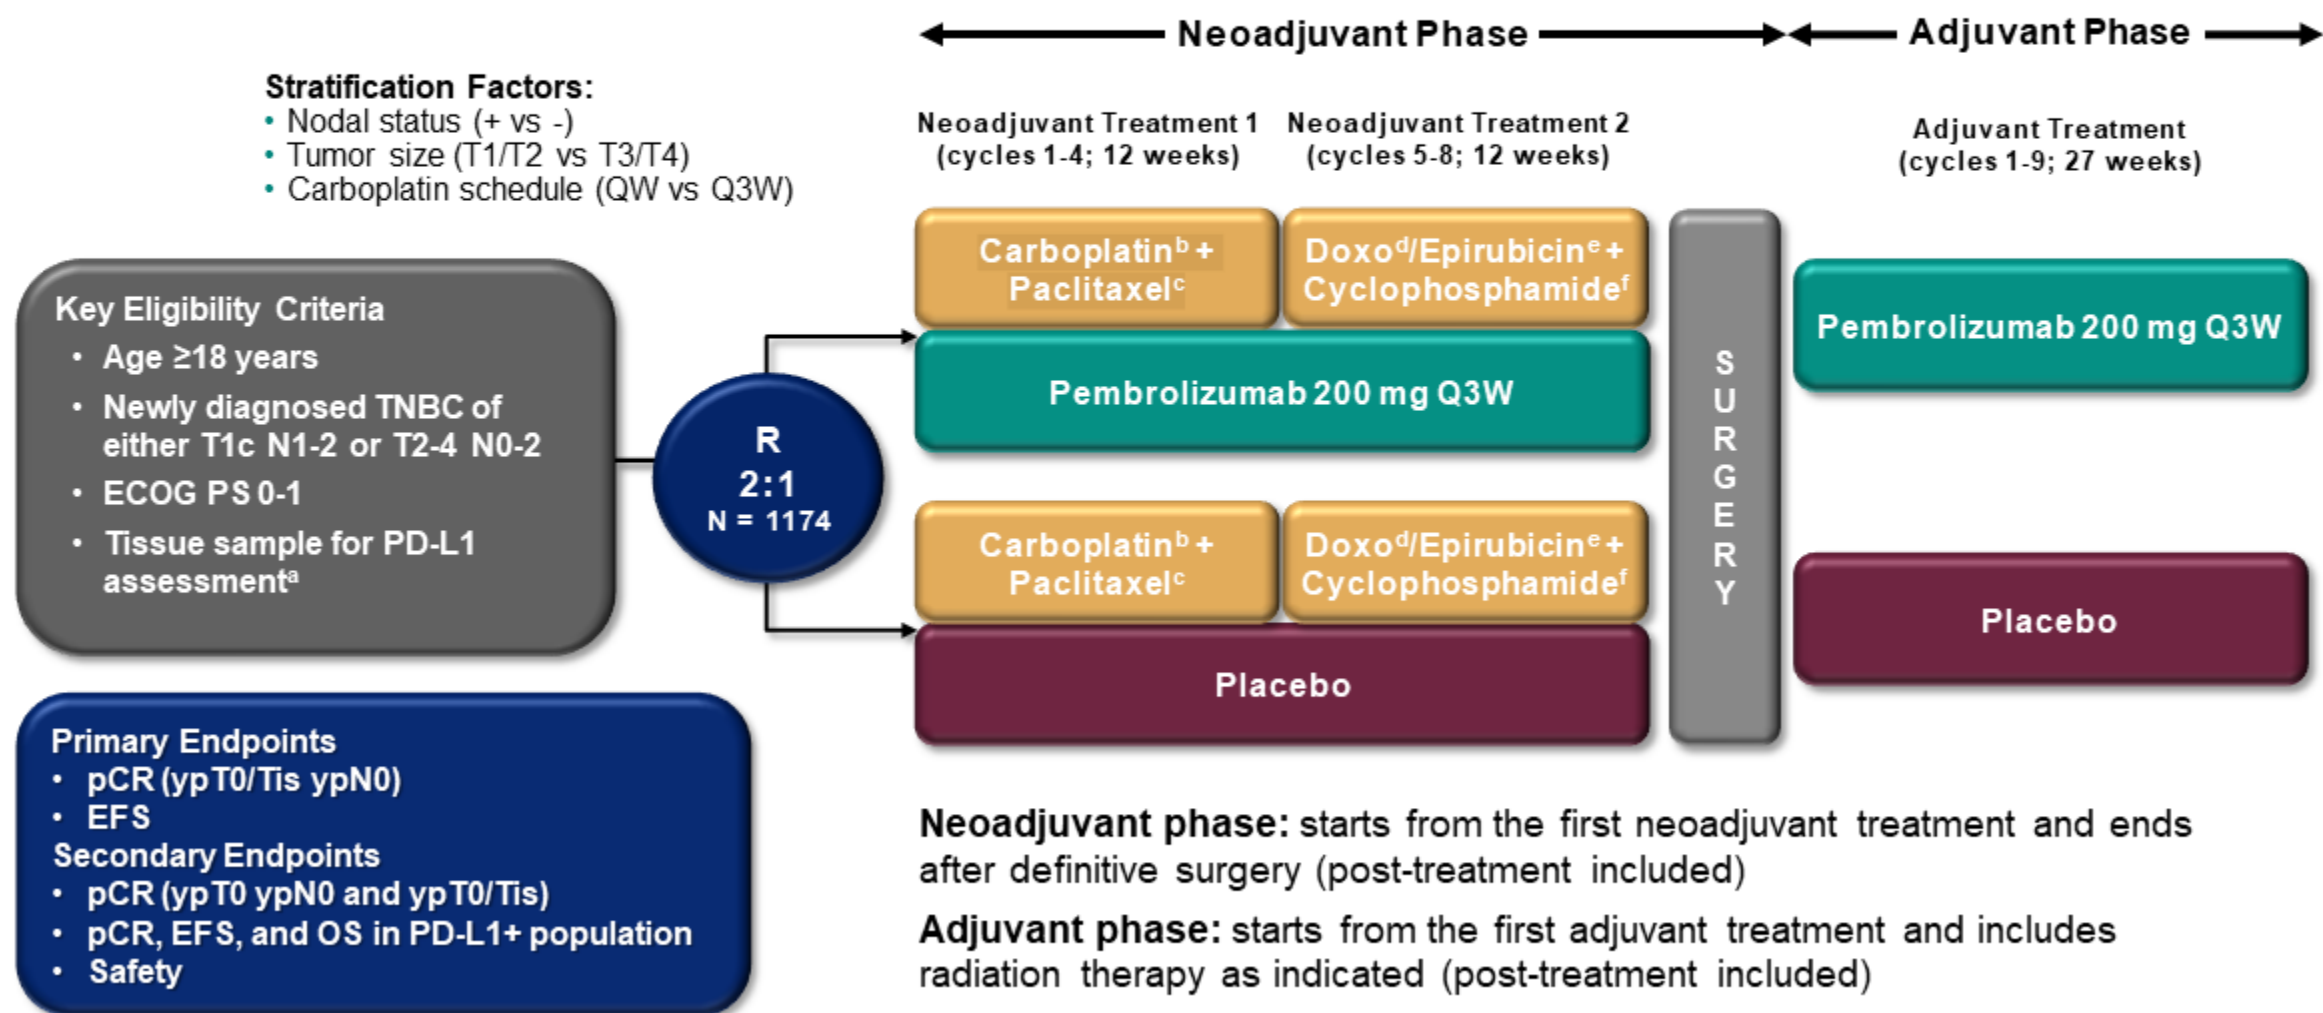 Neoadjuvant Phase
Adjuvant Phase
Stratification Factors:
• Nodal status (+ vs -)
• Tumor size (T1/T2 vs T3/T4)
• Carboplatin schedule (QW vs Q3W)
Neoadjuvant Treatment 1
(cycles 1-4; 12 weeks)
Neoadjuvant Treatment 2
(cycles 5-8; 12 weeks)
Adjuvant Treatment
(cycles 1-9; 27 weeks)
Key Eligibility Criteria
• Age ≥18 years
• Newly diagnosed TNBC of
either T1c N1-2 or T2-4 N0-2
• ECOG PS 0-1
• Tissue sample for PD-L1
assessmentᵃ
R
2:1
N = 1174
Carboplatinᵇ +
Paclitaxelᶜ
Doxoᵈ/Epirubicinᵉ +
Cyclophosphamideᶠ
Pembrolizumab 200 mg Q3W
Carboplatinᵇ +
Paclitaxelᶜ
Doxoᵈ/Epirubicinᵉ +
Cyclophosphamideᶠ
Placebo
SURGERY
Pembrolizumab 200 mg Q3W
Placebo
Primary Endpoints
• pCR (ypT0/Tis ypN0)
• EFS
Secondary Endpoints
• pCR (ypT0 ypN0 and ypT0/Tis)
• pCR, EFS, and OS in PD-L1+ population
• Safety
Neoadjuvant phase: starts from the first neoadjuvant treatment and ends
after definitive surgery (post-treatment included)
Adjuvant phase: starts from the first adjuvant treatment and includes
radiation therapy as indicated (post-treatment included)